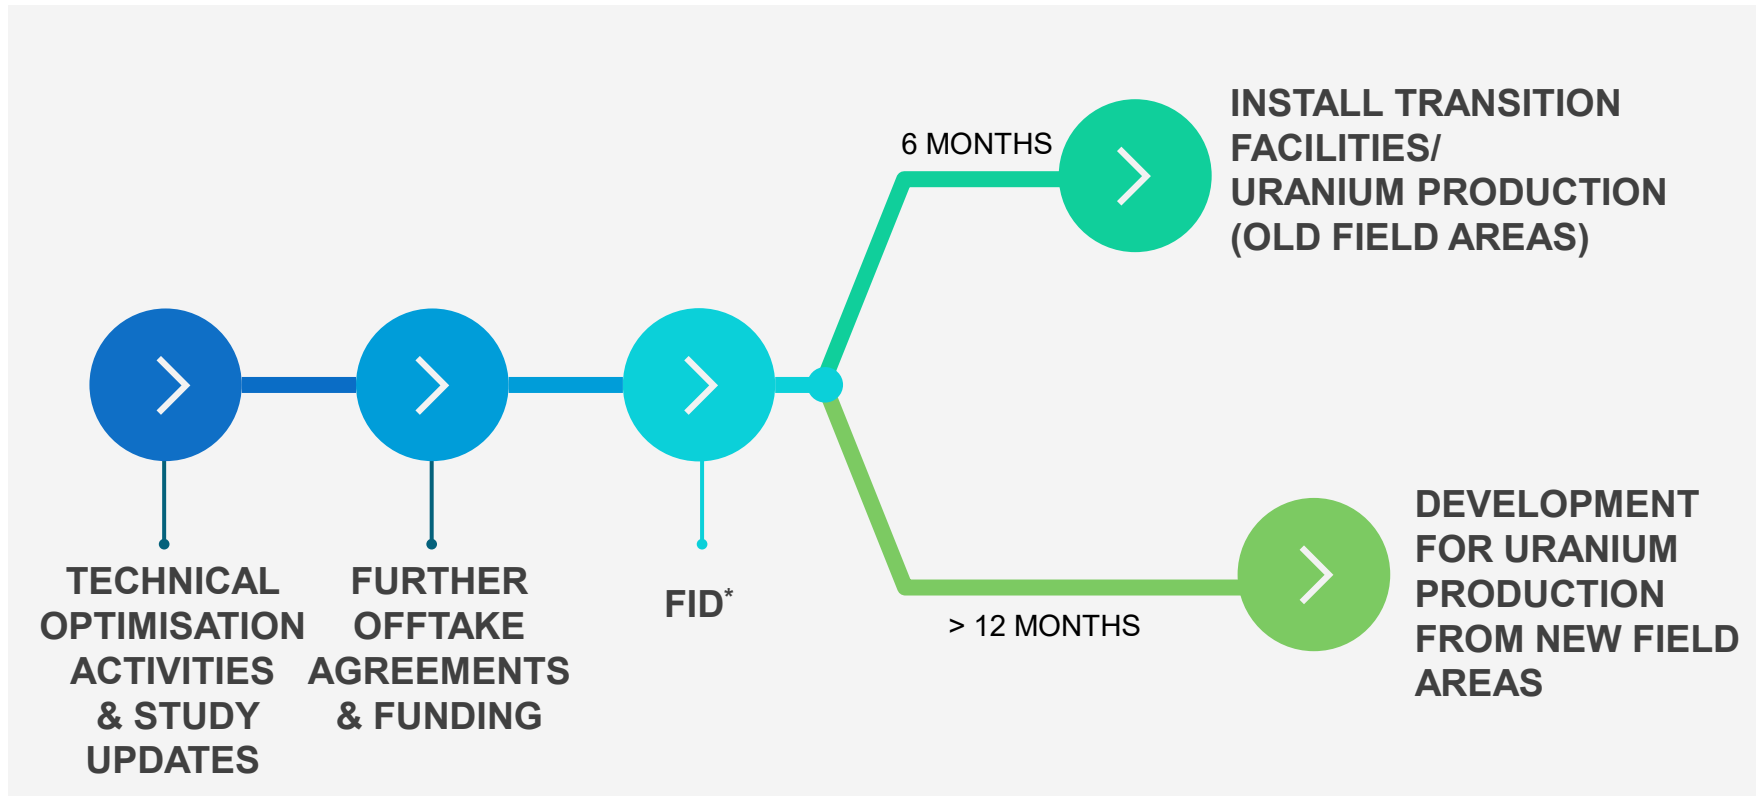 6 MONTHS
INSTALL TRANSITION
FACILITIES/
URANIUM PRODUCTION
(OLD FIELD AREAS)
TECHNICAL
OPTIMISATION
ACTIVITIES
& STUDY
UPDATES
FURTHER
OFFTAKE
AGREEMENTS
& FUNDING
FID*
> 12 MONTHS
DEVELOPMENT
FOR URANIUM
PRODUCTION
FROM NEW FIELD
AREAS